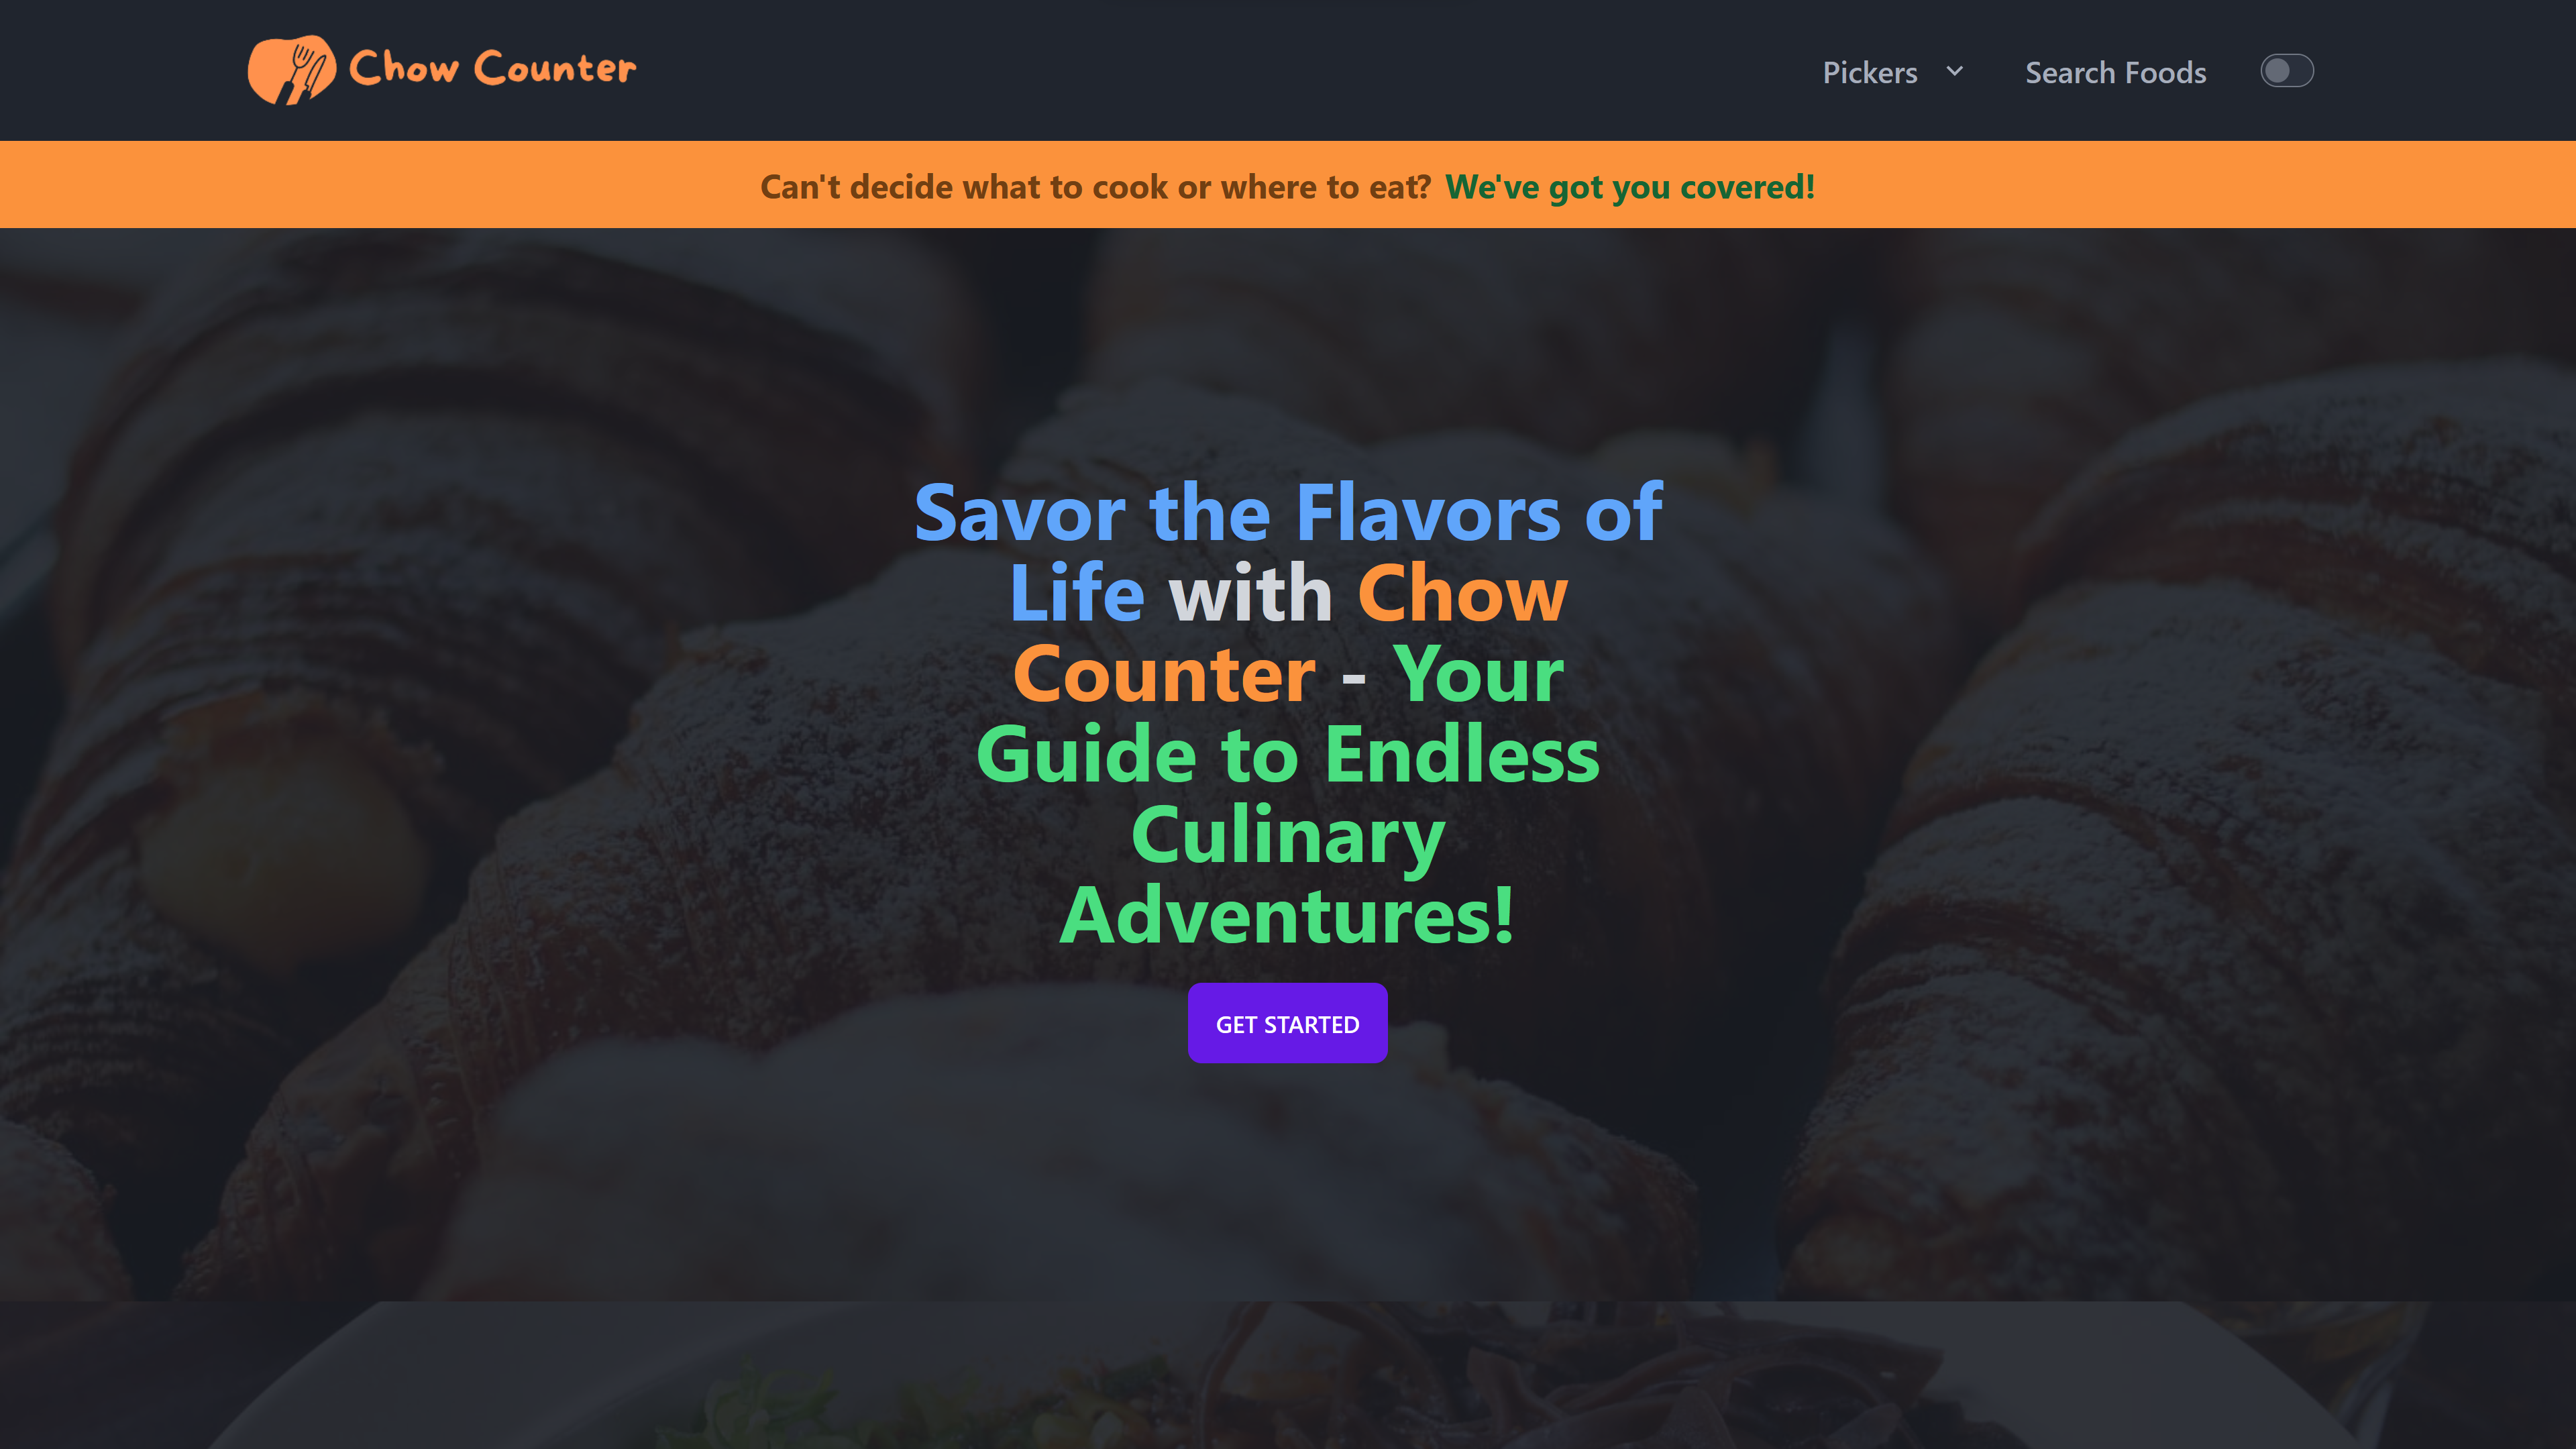 Chow Counter
Pickers
Search Foods
Can't decide what to cook or where to eat? We've got you covered!
Savor the Flavors of
Life with Chow
Counter - Your
Guide to Endless
Culinary
Adventures!
GET STARTED